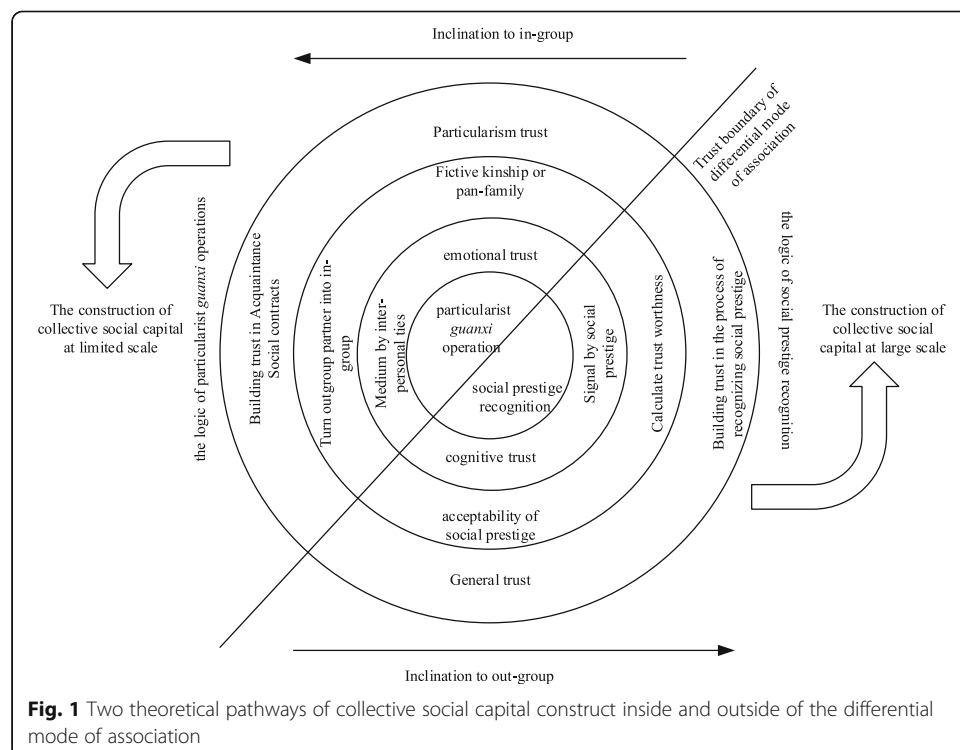 Inclination to in-group
Trust boundary of
differential mode
of association
Particularism trust
Fictive kinship or
pan-family
emotional trust
particularist
guanxi
operation
social prestige
recognition
cognitive trust
acceptability of
social prestige
General trust
The construction of
collective social capital
at limited scale
the logic of particularist guanxi operations
Building trust in Acquaintance
Social contracts
Turn outgroup partner into in-
group
Medium by inter-
personal ties
Signal by social
prestige
Calculate trust worthness
Building trust in the process of
recognizing social prestige
the logic of social prestige recognition
The construction of
collective social
capital at large scale
Inclination to out-group
Fig. 1 Two theoretical pathways of collective social capital construct inside and outside of the differential
mode of association